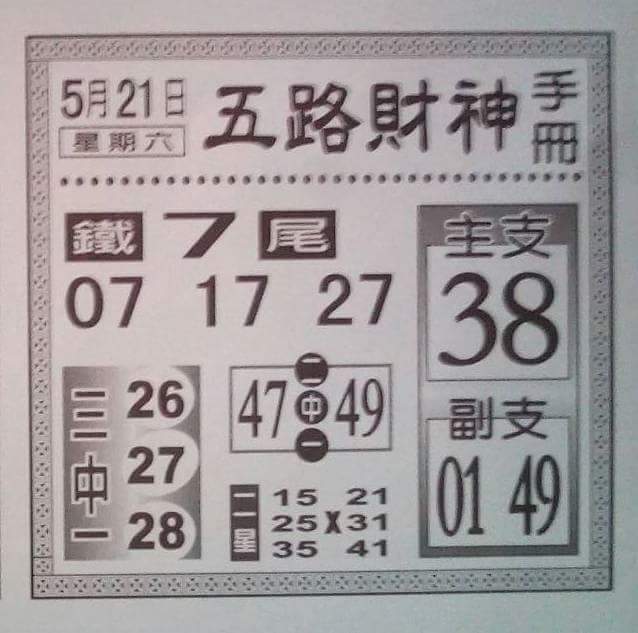 5月21日
星期六
五路財神
手冊
鐵7尾
07 17 27
主支
38
三中一
26
27
28
47 二中一 49
副支
01 49
二星
15 21
25 X 31
35 41